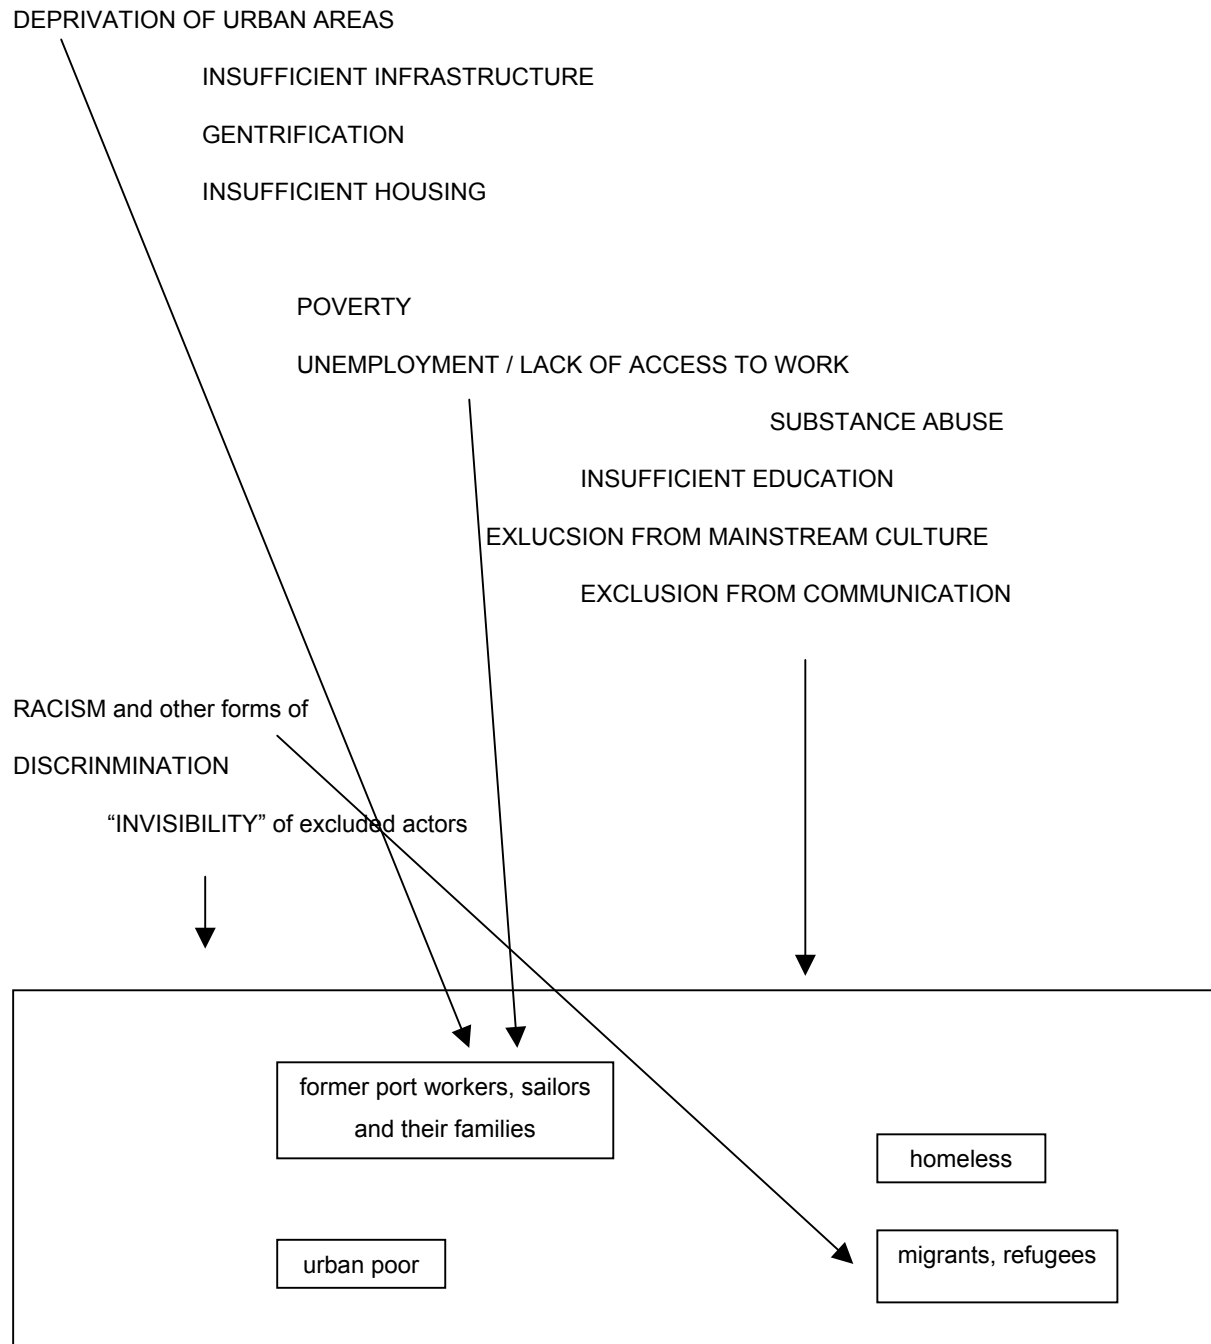 DEPRIVATION OF URBAN AREAS
INSUFFICIENT INFRASTRUCTURE
GENTRIFICATION
INSUFFICIENT HOUSING
POVERTY
UNEMPLOYMENT / LACK OF ACCESS TO WORK
SUBSTANCE ABUSE
INSUFFICIENT EDUCATION
EXLUCSION FROM MAINSTREAM CULTURE
EXCLUSION FROM COMMUNICATION
RACISM and other forms of
DISCRINMINATION
“INVISIBILITY” of excluded actors
former port workers, sailors
and their families
homeless
urban poor
migrants, refugees